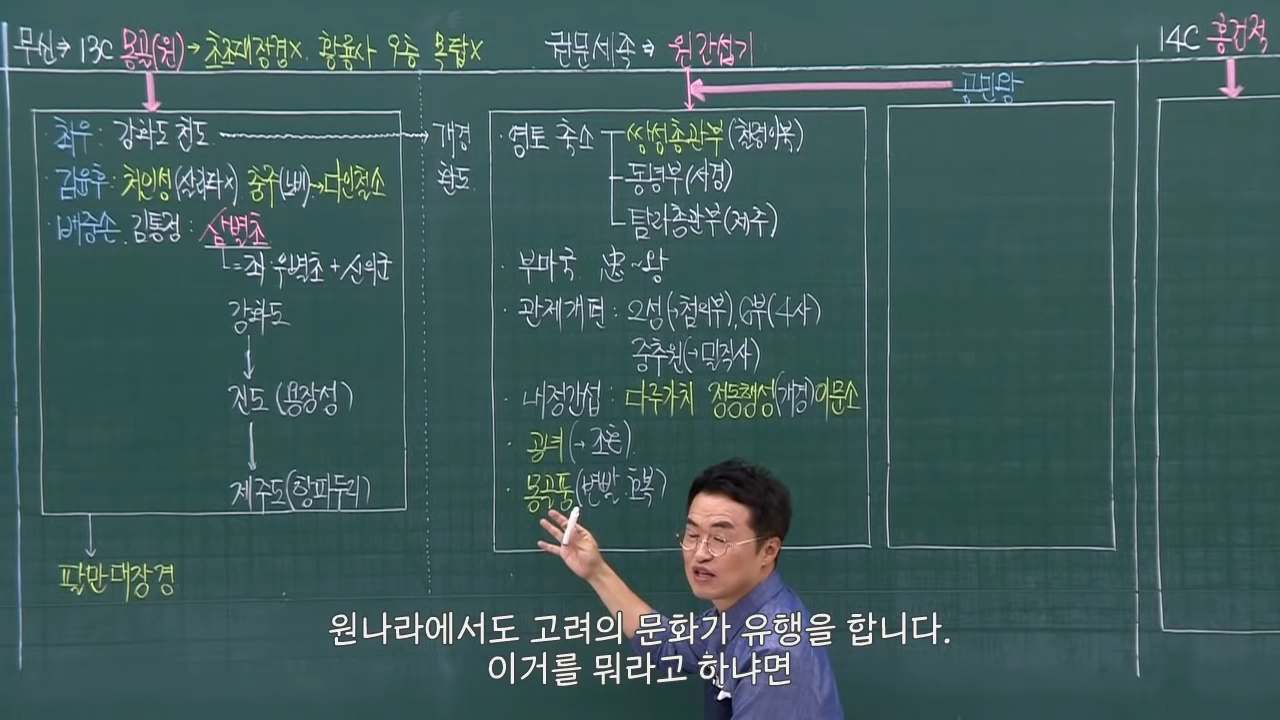 무신→ 13C 몽골(원)→ 초조대장경X. 황룡사 9층 목탑X
권문세족 → 원간섭기
14C 홍건적
공민왕
최우: 강화도 천도
개경
환도
·김윤후: 처인성(살리타X) 충주(노비)→다인철소
·배중손. 김통정: 삼별초
= 좌·우별초 + 신의군
강화도
진도 (용장성)
제주도(항파두리)
팔만대장경
·영토 축소
쌍성총관부(철령이북)
동녕부(서경)
탐라총관부(제주)
· 부마국 忠~왕
· 관제개편: 2성(→첨의부), 6부(4사)
중추원(→밀직사)
· 내정간섭: 다루가치 정동행성(개경)이문소
· 공녀(→조혼)
· 몽골풍(변발. 호복)
원나라에서도 고려의 문화가 유행을 합니다.
이거를 뭐라고 하냐면